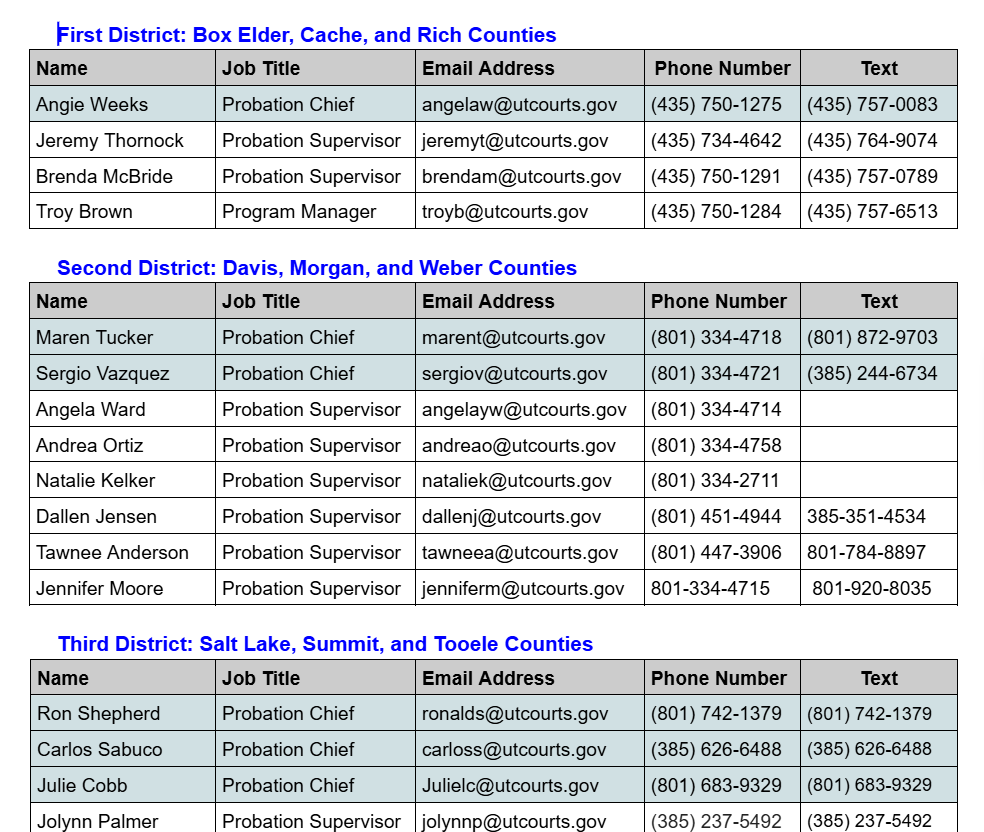 First District: Box Elder, Cache, and Rich Counties
Name Job Title Email Address Phone Number Text
Angie Weeks Probation Chief angelaw@utcourts.gov (435) 750-1275 (435) 757-0083
Jeremy Thornock Probation Supervisor jeremyt@utcourts.gov (435) 734-4642 (435) 764-9074
Brenda McBride Probation Supervisor brendam@utcourts.gov (435) 750-1291 (435) 757-0789
Troy Brown Program Manager troyb@utcourts.gov (435) 750-1284 (435) 757-6513
Second District: Davis, Morgan, and Weber Counties
Name Job Title Email Address Phone Number Text
Maren Tucker Probation Chief marent@utcourts.gov (801) 334-4718 (801) 872-9703
Sergio Vazquez Probation Chief sergiov@utcourts.gov (801) 334-4721 (385) 244-6734
Angela Ward Probation Supervisor angelayw@utcourts.gov (801) 334-4714
Andrea Ortiz Probation Supervisor andreao@utcourts.gov (801) 334-4758
Natalie Kelker Probation Supervisor nataliek@utcourts.gov (801) 334-2711
Dallen Jensen Probation Supervisor dallenj@utcourts.gov (801) 451-4944 385-351-4534
Tawnee Anderson Probation Supervisor tawneea@utcourts.gov (801) 447-3906 801-784-8897
Jennifer Moore Probation Supervisor jenniferm@utcourts.gov 801-334-4715 801-920-8035
Third District: Salt Lake, Summit, and Tooele Counties
Name Job Title Email Address Phone Number Text
Ron Shepherd Probation Chief ronalds@utcourts.gov (801) 742-1379 (801) 742-1379
Carlos Sabuco Probation Chief carloss@utcourts.gov (385) 626-6488 (385) 626-6488
Julie Cobb Probation Chief Julielc@utcourts.gov (801) 683-9329 (801) 683-9329
Jolynn Palmer Probation Supervisor jolynnp@utcourts.gov (385) 237-5492 (385) 237-5492